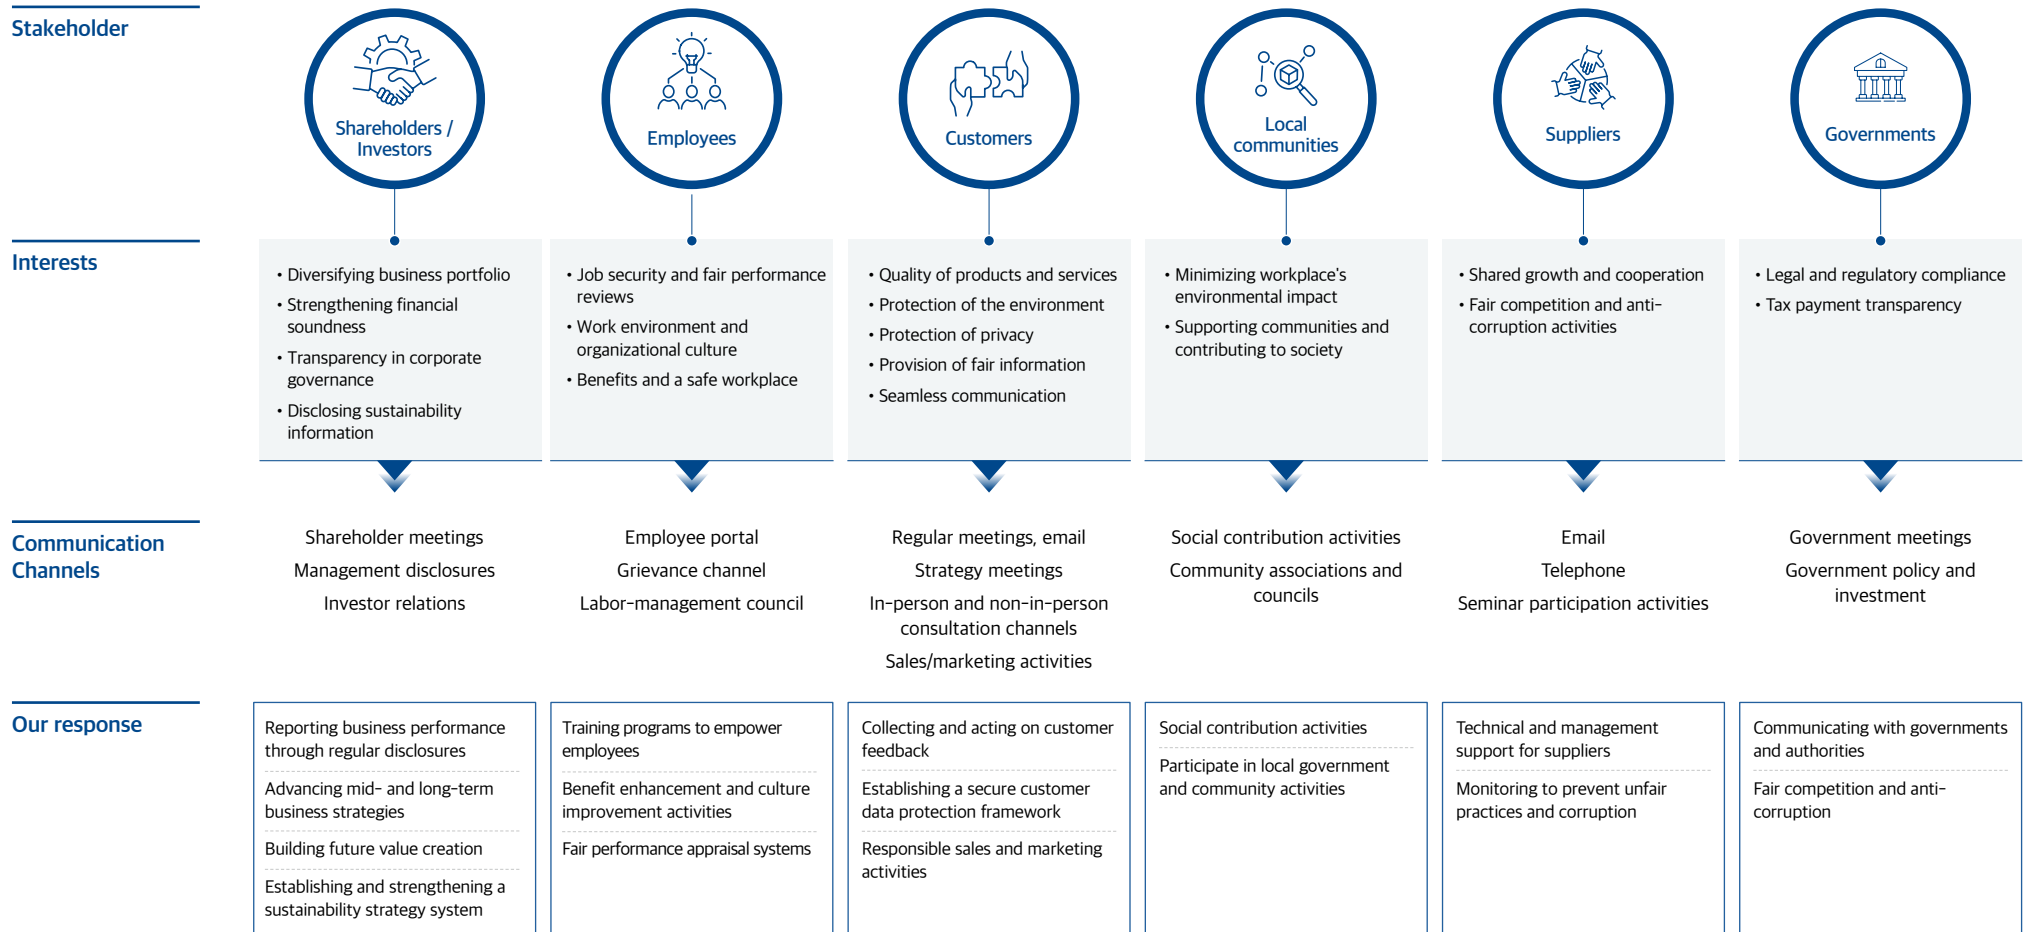 Stakeholder
Shareholders /
Investors
Employees
Customers
Local
communities
Suppliers
Governments
Interests
• Diversifying business portfolio
• Strengthening financial
soundness
• Transparency in corporate
governance
• Disclosing sustainability
information
• Job security and fair performance
reviews
• Work environment and
organizational culture
• Benefits and a safe workplace
• Quality of products and services
• Protection of the environment
• Protection of privacy
• Provision of fair information
• Seamless communication
• Minimizing workplace's
environmental impact
• Supporting communities and
contributing to society
• Shared growth and cooperation
• Fair competition and anti-
corruption activities
• Legal and regulatory compliance
• Tax payment transparency
Communication
Channels
Shareholder meetings
Management disclosures
Investor relations
Employee portal
Grievance channel
Labor-management council
Regular meetings, email
Strategy meetings
In-person and non-in-person
consultation channels
Sales/marketing activities
Social contribution activities
Community associations and
councils
Email
Telephone
Seminar participation activities
Government meetings
Government policy and
investment
Our response
Reporting business performance
through regular disclosures
Advancing mid- and long-term
business strategies
Building future value creation
Establishing and strengthening a
sustainability strategy system
Training programs to empower
employees
Benefit enhancement and culture
improvement activities
Fair performance appraisal systems
Collecting and acting on customer
feedback
Establishing a secure customer
data protection framework
Responsible sales and marketing
activities
Social contribution activities
Participate in local government
and community activities
Technical and management
support for suppliers
Monitoring to prevent unfair
practices and corruption
Communicating with governments
and authorities
Fair competition and anti-
corruption